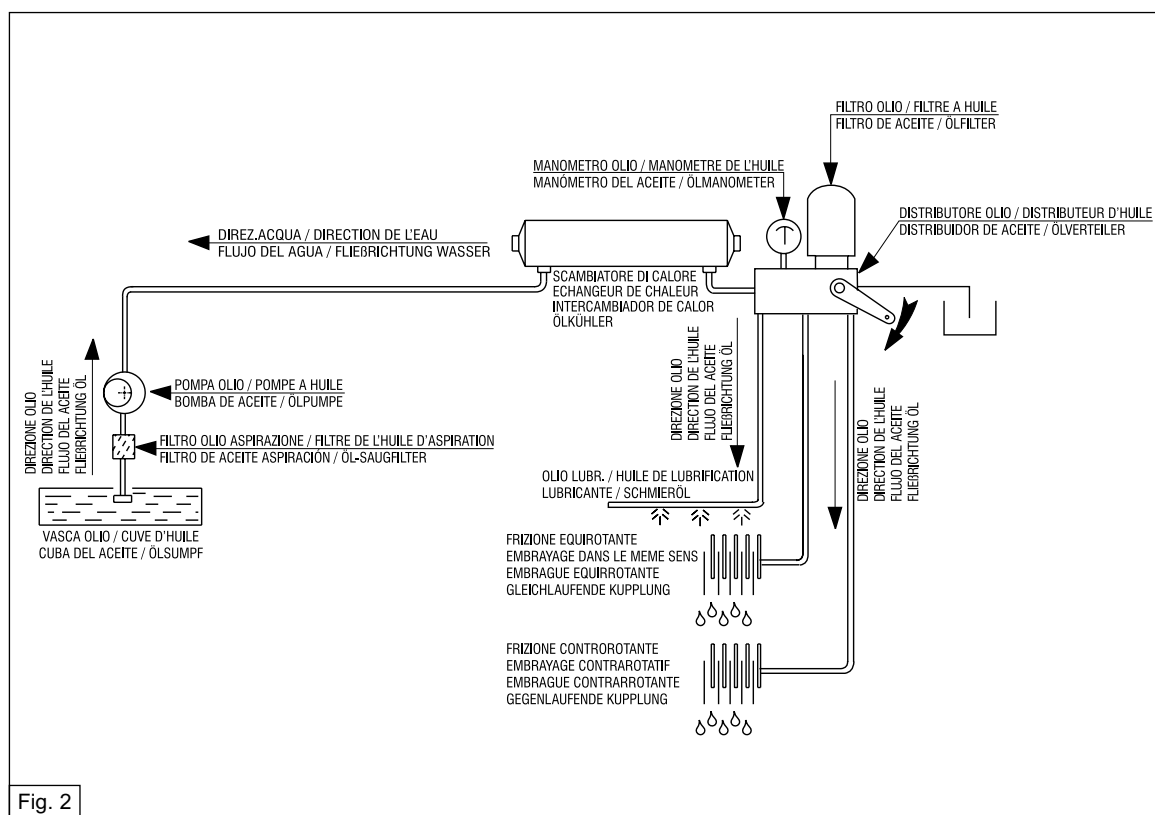 FILTRO OLIO / FILTRE A HUILE
FILTRO DE ACEITE / ÖLFILTER
MANOMETRO OLIO / MANOMETRE DE L'HUILE
MANÓMETRO DEL ACEITE / ÖLMANOMETER
DISTRIBUTORE OLIO / DISTRIBUTEUR D'HUILE
DISTRIBUIDOR DE ACEITE / ÖLVERTEILER
DIREZ.ACQUA / DIRECTION DE L'EAU
FLUJO DEL AGUA / FLIEßRICHTUNG WASSER
SCAMBIATORE DI CALORE
ECHANGEUR DE CHALEUR
INTERCAMBIADOR DE CALOR
ÖLKÜHLER
DIREZIONE OLIO
DIRECTION DE L'HUILE
FLUJO DEL ACEITE
FLIEßRICHTUNG ÖL
POMPA OLIO / POMPE A HUILE
BOMBA DE ACEITE / ÖLPUMPE
FILTRO OLIO ASPIRAZIONE / FILTRE DE L'HUILE D'ASPIRATION
FILTRO DE ACEITE ASPIRACIÓN / ÖL-SAUGFILTER
VASCA OLIO / CUVE D'HUILE
CUBA DEL ACEITE / ÖLSUMPF
DIREZIONE OLIO
DIRECTION DE L'HUILE
FLUJO DEL ACEITE
FLIEßRICHTUNG ÖL
DIREZIONE OLIO
DIRECTION DE L'HUILE
FLUJO DEL ACEITE
FLIEßRICHTUNG ÖL
OLIO LUBR. / HUILE DE LUBRIFICATION
LUBRICANTE / SCHMIERÖL
FRIZIONE EQUIROTANTE
EMBRAYAGE DANS LE MEME SENS
EMBRAGUE EQUIRROTANTE
GLEICHLAUFENDE KUPPLUNG
FRIZIONE CONTROROTANTE
EMBRAYAGE CONTRAROTATIF
EMBRAGUE CONTRARROTANTE
GEGENLAUFENDE KUPPLUNG
Fig. 2